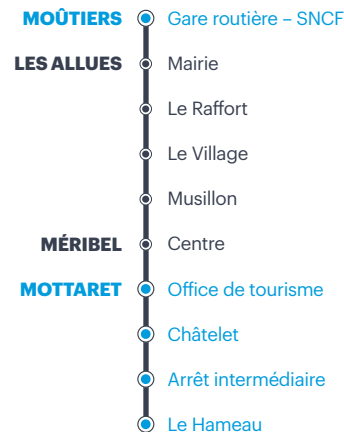 MOÛTIERS Gare routière – SNCF
LES ALLUES Mairie
Le Raffort
Le Village
Musillon
MÉRIBEL Centre
MOTTARET Office de tourisme
Châtelet
Arrêt intermédiaire
Le Hameau